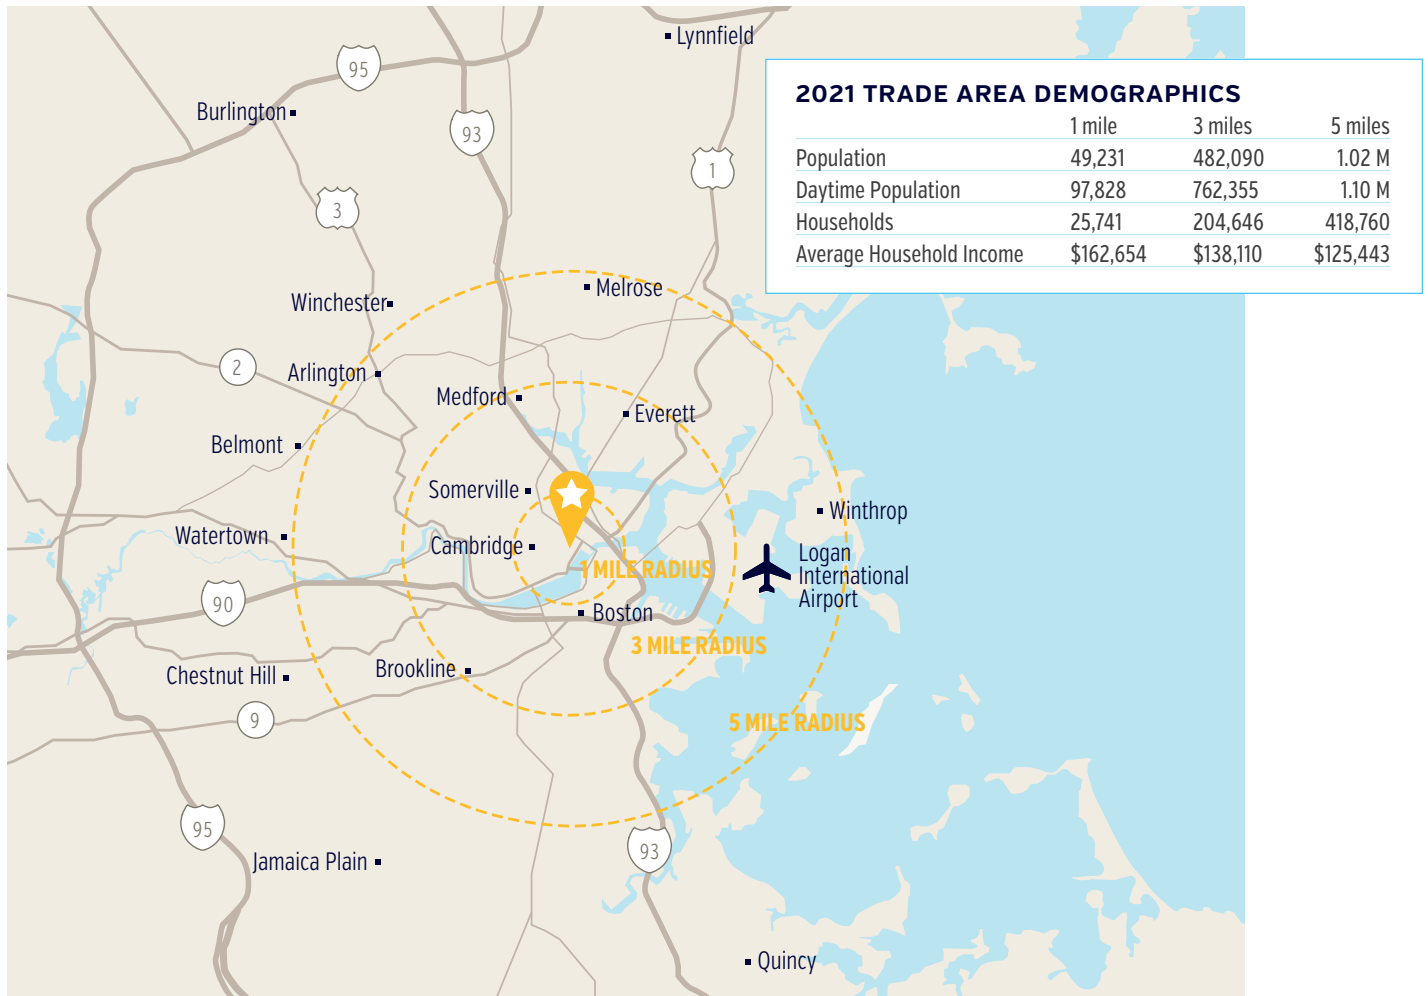 Lynnfield
95
2021 TRADE AREA DEMOGRAPHICS
1 mile 3 miles 5 miles
Population 49,231 482,090 1.02 M
Daytime Population 97,828 762,355 1.10 M
Households 25,741 204,646 418,760
Average Household Income $162,654 $138,110 $125,443
Burlington
93
1
3
Melrose
Winchester
2
Arlington
Medford
Everett
Belmont
Somerville
Winthrop
Watertown
Cambridge
Logan
International
Airport
1 MILE RADIUS
90
Boston
3 MILE RADIUS
Chestnut Hill
Brookline
9
5 MILE RADIUS
95
93
Jamaica Plain
Quincy